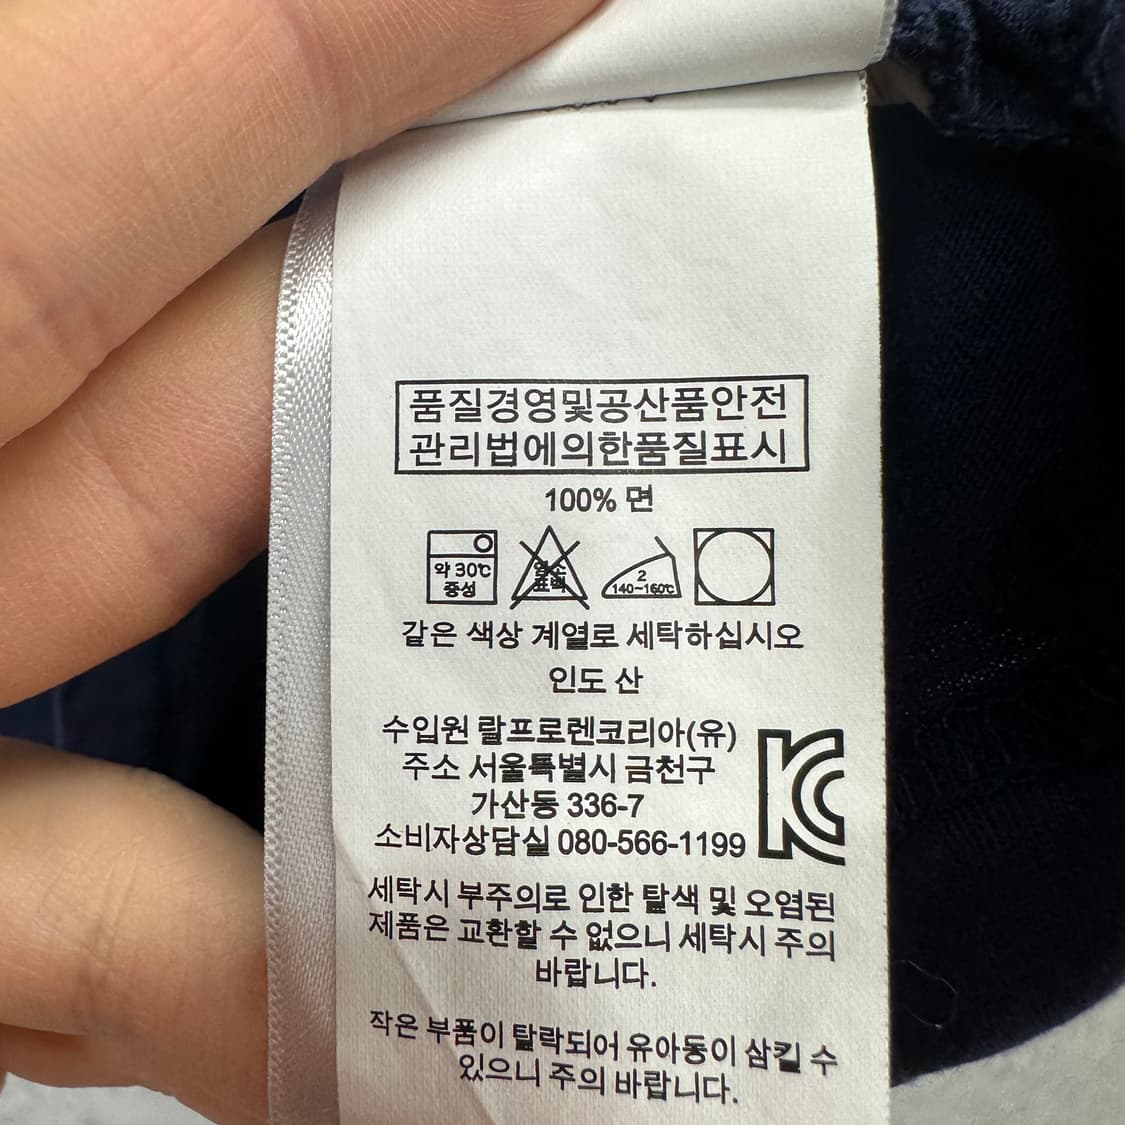 품질경영및공산품안전
관리법에의한품질표시
100% 면
약 30℃
중성
염소
표백
2
140~160℃
같은 색상 계열로 세탁하십시오
인도 산
수입원 랄프로렌코리아(유)
주소 서울특별시 금천구
가산동 336-7
소비자상담실 080-566-1199
세탁시 부주의로 인한 탈색 및 오염된
제품은 교환할 수 없으니 세탁시 주의
바랍니다.
작은 부품이 탈락되어 유아동이 삼킬 수
있으니 주의 바랍니다.